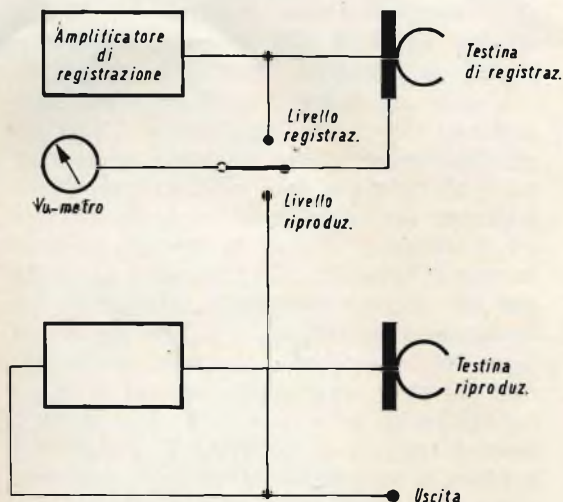 Amplificatore
di
registrazione
Testina
di registraz.
Livello
registraz.
Vu-metro
Livello
riproduz.
Testina
riproduz.
Uscita